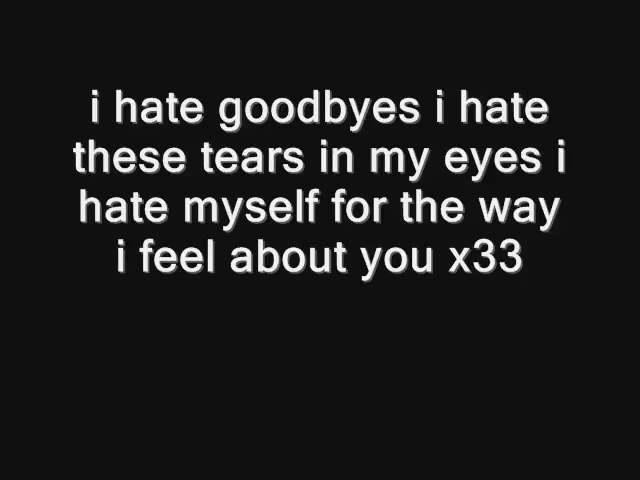 i hate goodbyes i hate
these tears in my eyes i
hate myself for the way
i feel about you x33